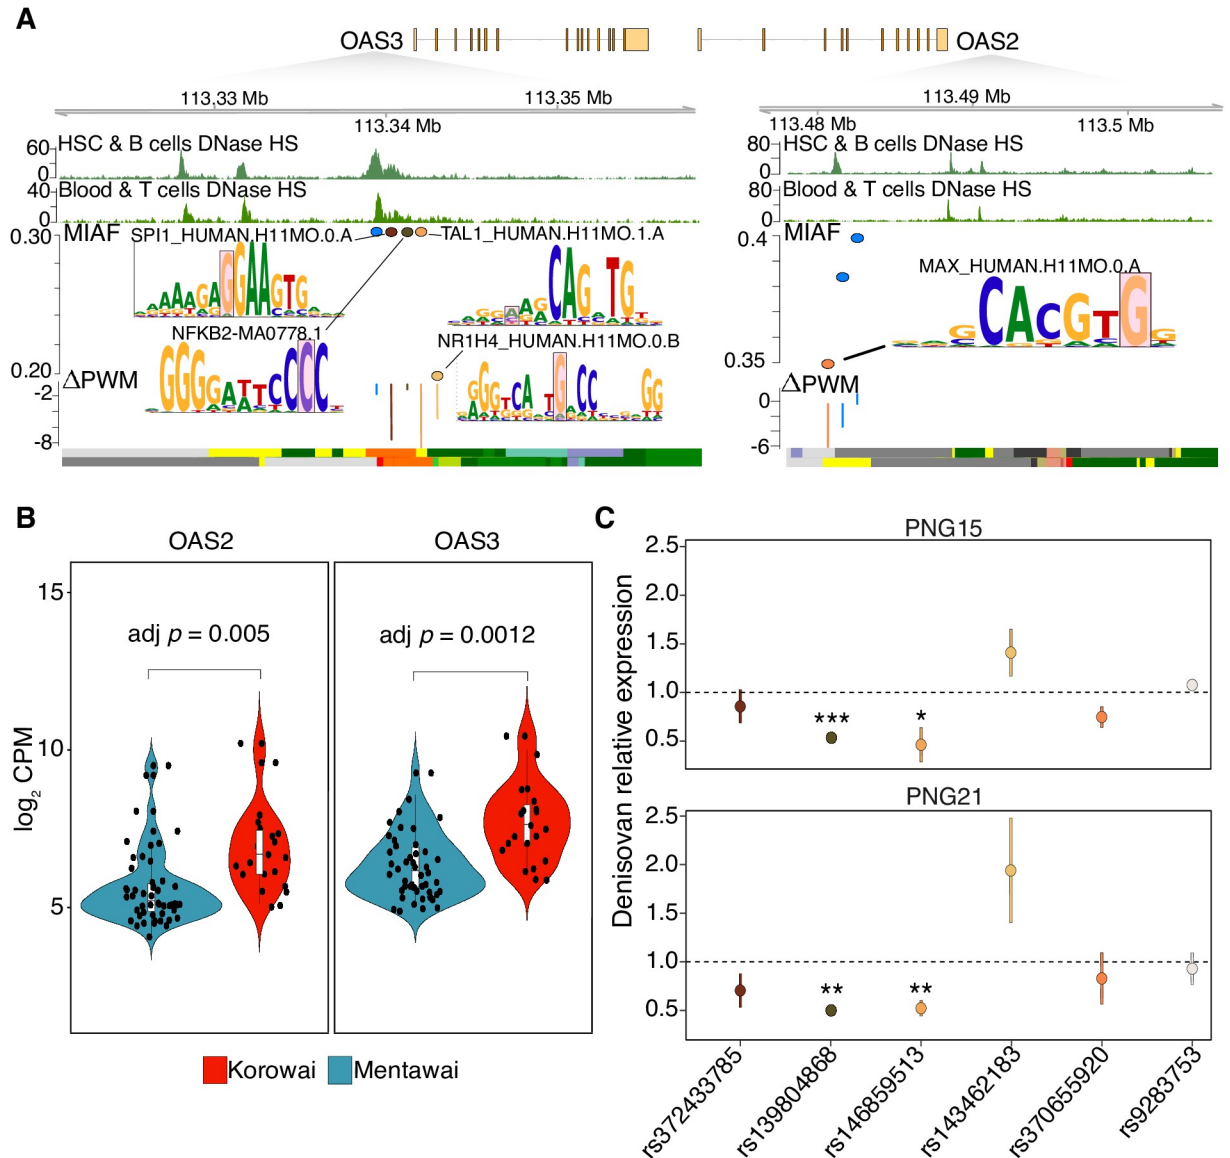 A
OAS3
OAS2
113.33 Mb
113.35 Mb
113.34 Mb
113.49 Mb
113.48 Mb
113.5 Mb
HSC & B cells DNase HS
60
0
Blood & T cells DNase HS
40
0
MIAF
0.30
0.20
SPI1_HUMAN.H11MO.0.A
TAL1_HUMAN.H11MO.1.A
NFKB2-MA0778.1
NR1H4_HUMAN.H11MO.0.B
ΔPWM
-2
-8
HSC & B cells DNase HS
80
0
Blood & T cells DNase HS
80
0
MIAF
0.4
0.35
MAX_HUMAN.H11MO.0.A
ΔPWM
0
-6
B
OAS2
OAS3
15
10
5
log2 CPM
adj p = 0.005
adj p = 0.0012
Korowai
Mentawai
C
PNG15
2.5
2.0
1.5
1.0
0.5
***
*
Denisovan relative expression
PNG21
2.5
2.0
1.5
1.0
0.5
**
**
rs372433785
rs139804868
rs146859513
rs143462183
rs370655920
rs9283753